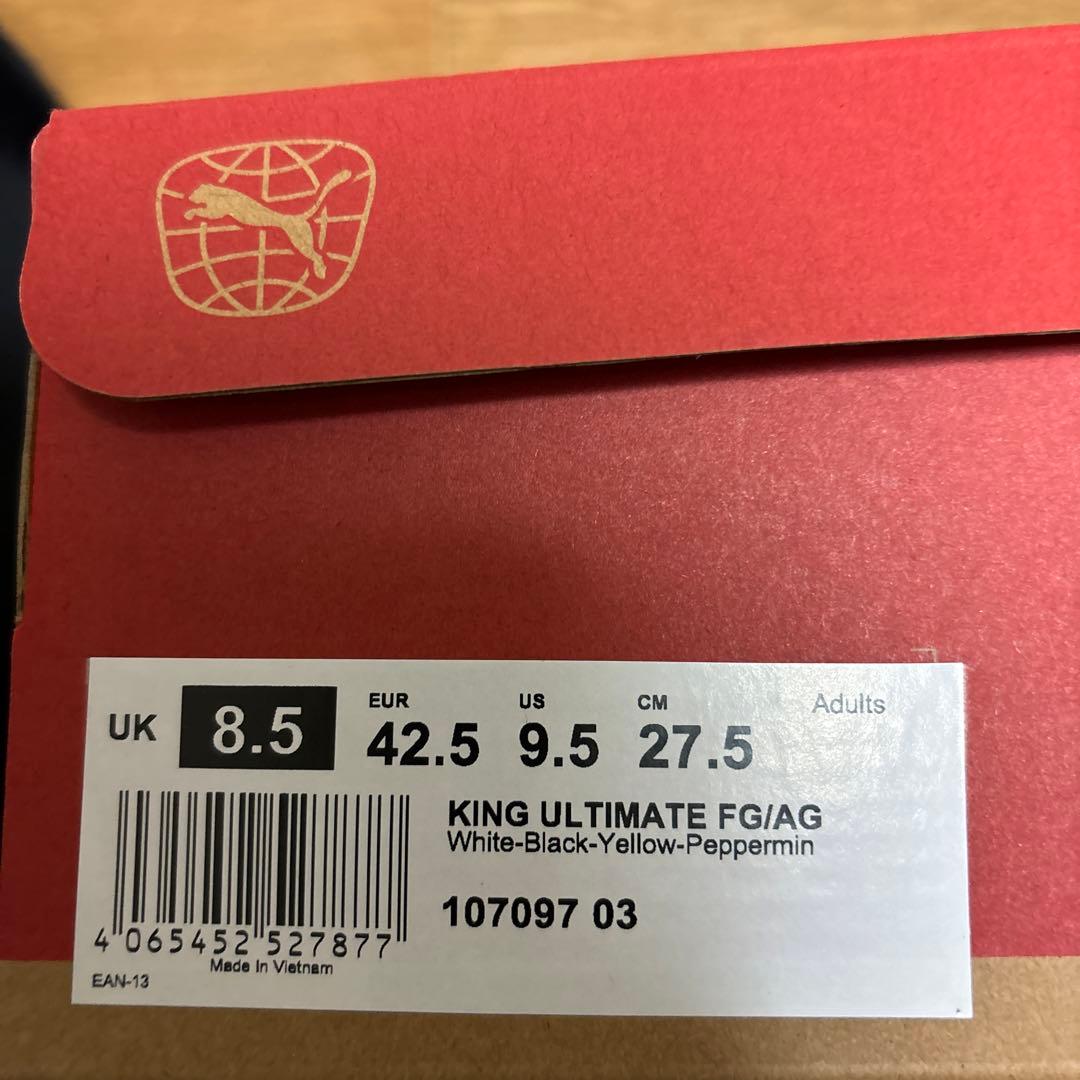 UK 8.5 EUR 42.5 US 9.5 CM 27.5 Adults
KING ULTIMATE FG/AG
White-Black-Yellow-Peppermin
107097 03
4 065452 527877
Made In Vietnam
EAN-13